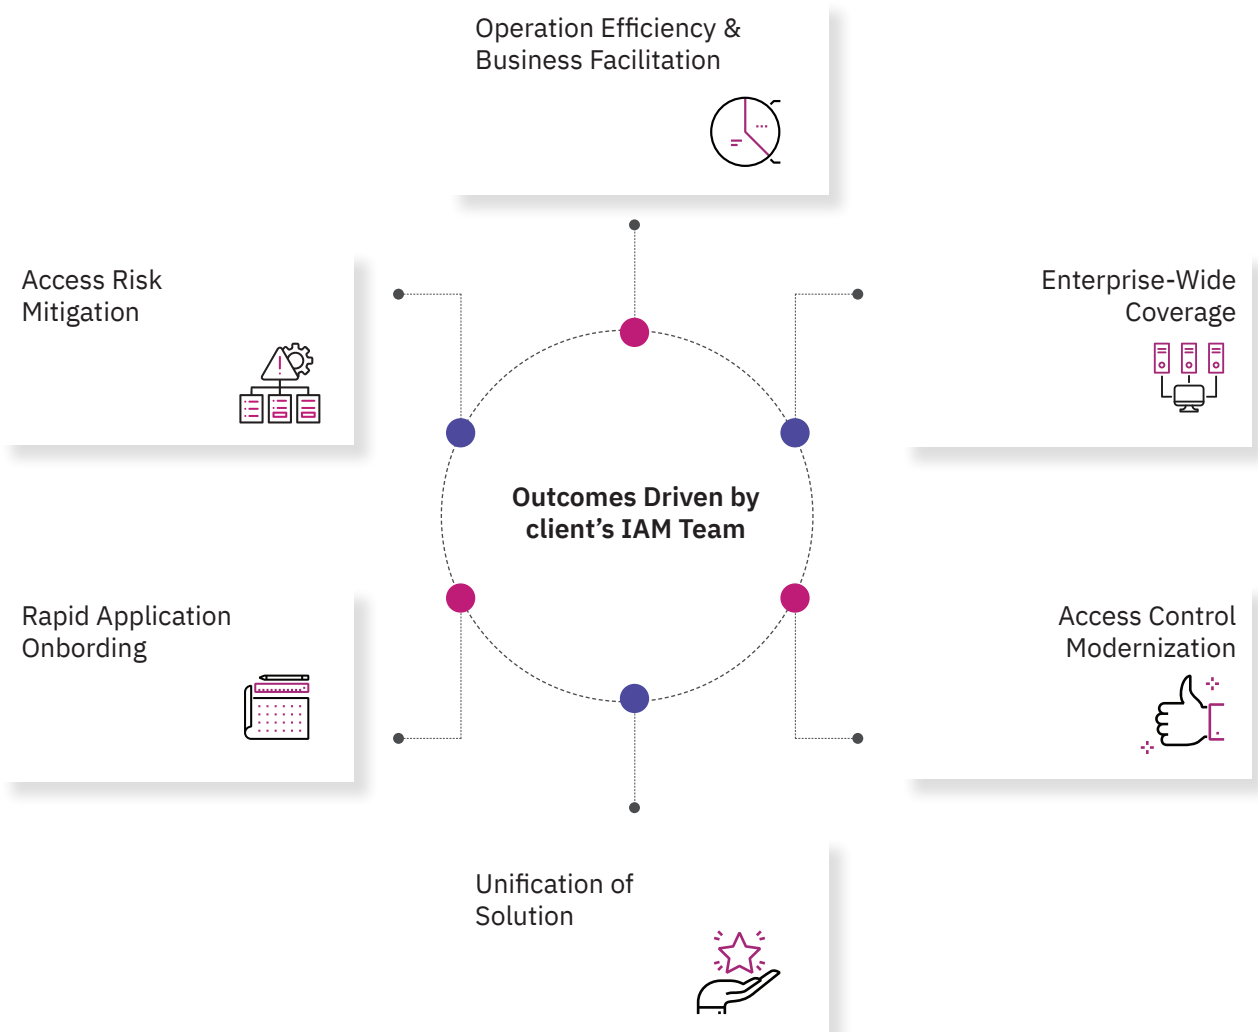 Operation Efficiency &
Business Facilitation
Access Risk
Mitigation
Enterprise-Wide
Coverage
Outcomes Driven by
client’s IAM Team
Rapid Application
Onbording
Access Control
Modernization
Unification of
Solution